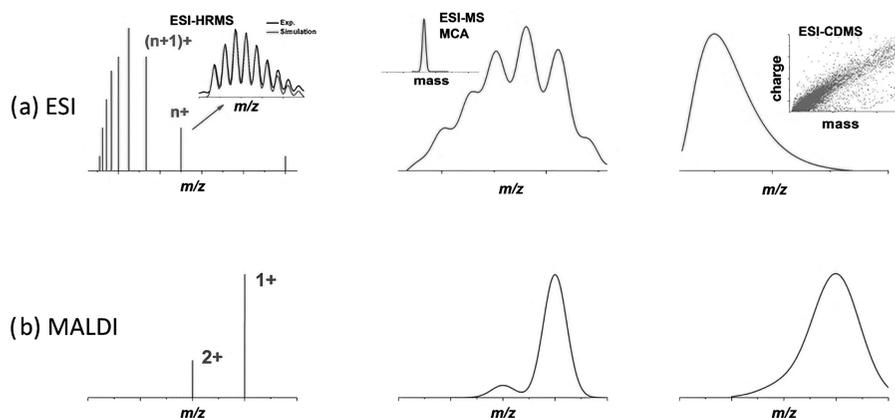 ESI-HRMS
Exp.
Simulation
(n+1)+
n+
m/z
m/z
(a) ESI
ESI-MS
MCA
mass
m/z
ESI-CDMS
charge
mass
m/z
(b) MALDI
1+
2+
m/z
m/z
m/z